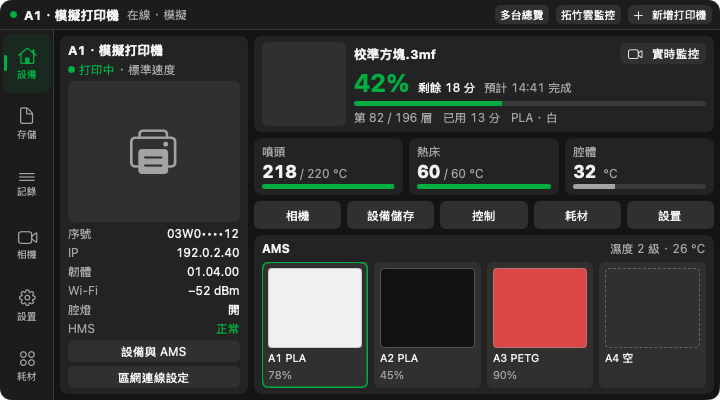 A1 · 模擬打印機 在線 · 模擬
多台總覽 拓竹雲監控 + 新增打印機
設備
存儲
記錄
相機
設置
耗材
A1 · 模擬打印機
打印中 · 標準速度
序號 03W0••••12
IP 192.0.2.40
韌體 01.04.00
Wi-Fi −52 dBm
腔燈 開
HMS 正常
設備與 AMS
區網連線設定
校準方塊.3mf 實時監控
42% 剩餘 18 分 預計 14:41 完成
第 82 / 196 層 已用 13 分 PLA · 白
噴頭 熱床 腔體
218 / 220 °C 60 / 60 °C 32 °C
相機 設備儲存 控制 耗材 設置
AMS 濕度 2 級 · 26 °C
A1 PLA A2 PLA A3 PETG A4 空
78% 45% 90%